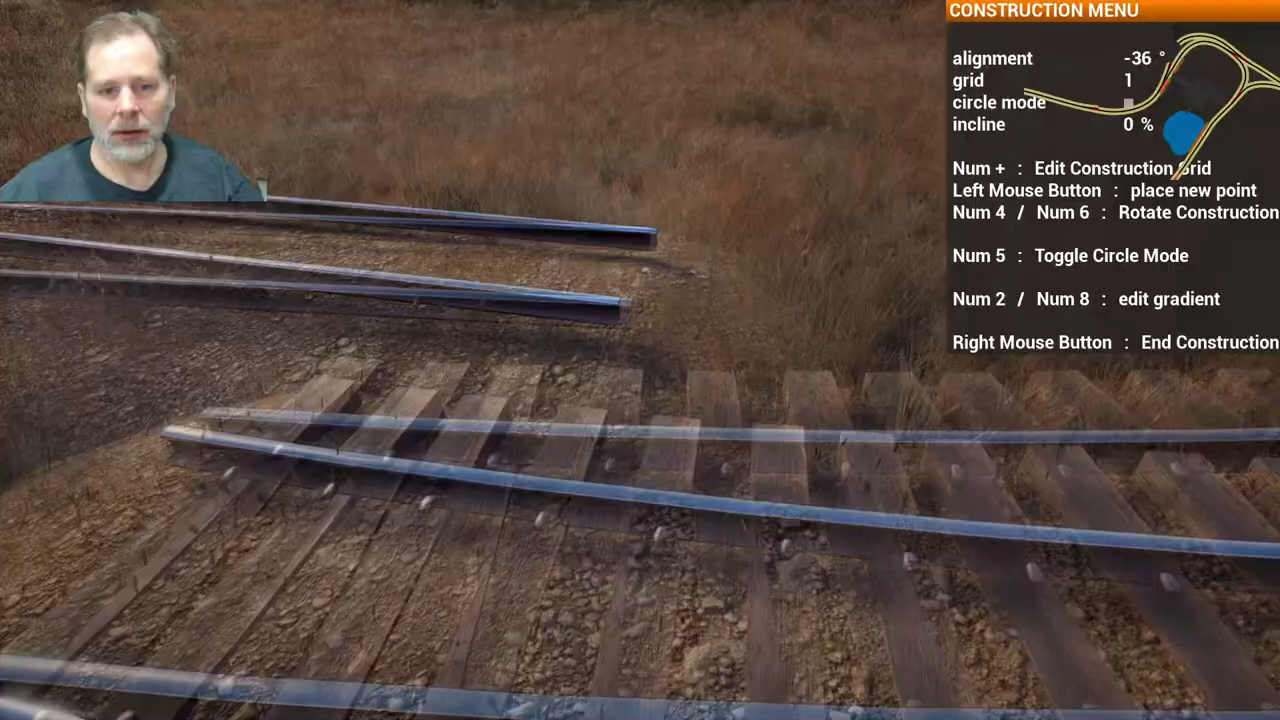 CONSTRUCTION MENU
alignment -36 °
grid 1
circle mode
incline 0 %
Num + : Edit Construction Grid
Left Mouse Button : place new point
Num 4 / Num 6 : Rotate Construction
Num 5 : Toggle Circle Mode
Num 2 / Num 8 : edit gradient
Right Mouse Button : End Construction